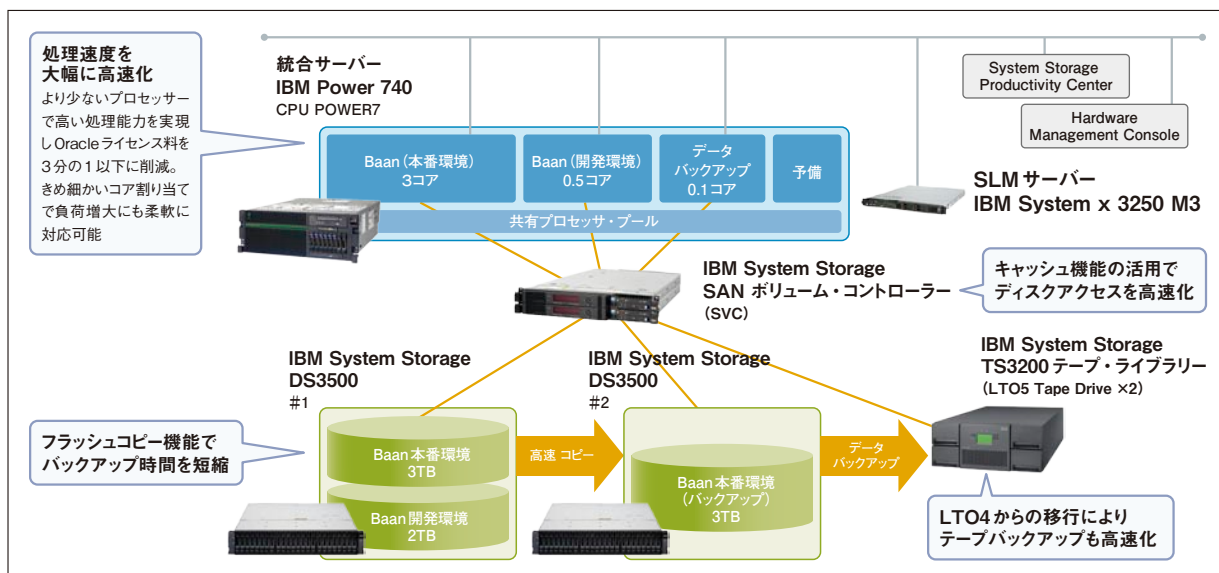 処理速度を
大幅に高速化
より少ないプロセッサー
で高い処理能力を実現
しOracleライセンス料を
3分の1以下に削減。
きめ細かいコア割り当て
で負荷増大にも柔軟に
対応可能
統合サーバー
IBM Power 740
CPU POWER7
Baan（本番環境）
3コア
Baan（開発環境）
0.5コア
データ
バックアップ
0.1コア
予備
共有プロセッサ・プール
System Storage
Productivity Center
Hardware
Management Console
SLMサーバー
IBM System x 3250 M3
IBM System Storage
SAN ボリューム・コントローラー
（SVC）
キャッシュ機能の活用で
ディスクアクセスを高速化
IBM System Storage
DS3500
#1
IBM System Storage
DS3500
#2
IBM System Storage
TS3200 テープ・ライブラリー
（LTO5 Tape Drive ×2）
フラッシュコピー機能で
バックアップ時間を短縮
Baan本番環境
3TB
Baan開発環境
2TB
高速 コピー
Baan本番環境
（バックアップ）
3TB
データ
バックアップ
LTO4からの移行により
テープバックアップも高速化